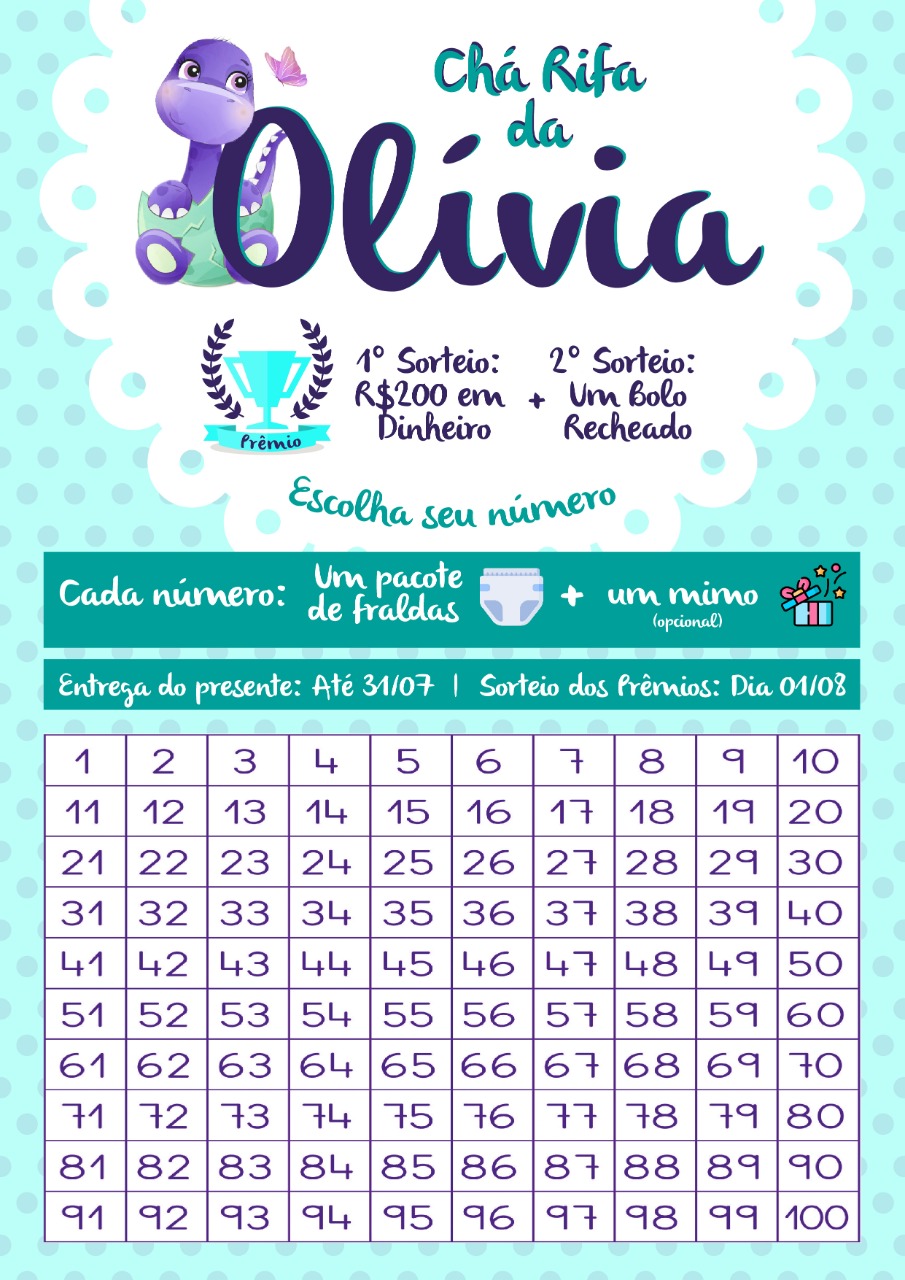 Chá Rifa
da
Olívia
1° Sorteio:
R$200 em
Dinheiro
+
2° Sorteio:
Um Bolo
Recheado
Prêmio
Escolha seu número
Cada número:
Um pacote
de fraldas
+
um mimo
(opcional)
Entrega do presente: Até 31/07 | Sorteio dos Prêmios: Dia 01/08
1 2 3 4 5 6 7 8 9 10
11 12 13 14 15 16 17 18 19 20
21 22 23 24 25 26 27 28 29 30
31 32 33 34 35 36 37 38 39 40
41 42 43 44 45 46 47 48 49 50
51 52 53 54 55 56 57 58 59 60
61 62 63 64 65 66 67 68 69 70
71 72 73 74 75 76 77 78 79 80
81 82 83 84 85 86 87 88 89 90
91 92 93 94 95 96 97 98 99 100